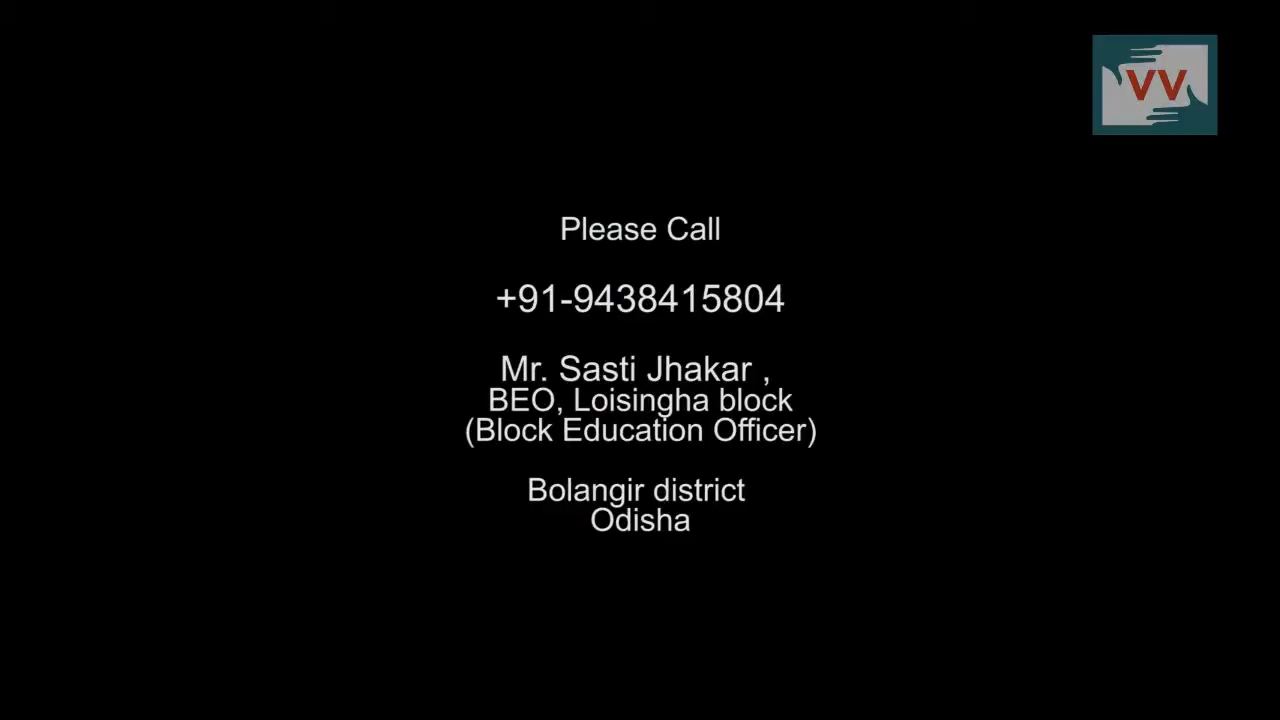 VV
Please Call
+91-9438415804
Mr. Sasti Jhakar ,
BEO, Loisingha block
(Block Education Officer)
Bolangir district
Odisha